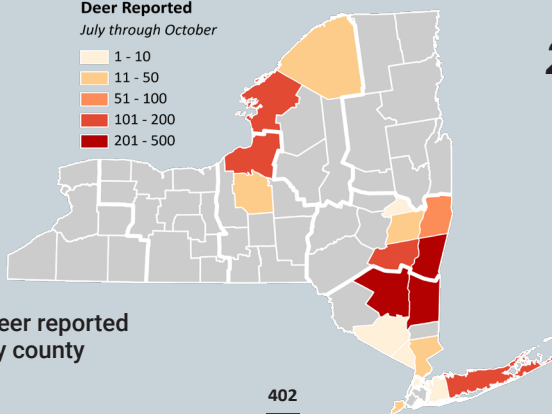 Deer Reported
July through October
1 - 10
11 - 50
51 - 100
101 - 200
201 - 500
eer reported
y county
402